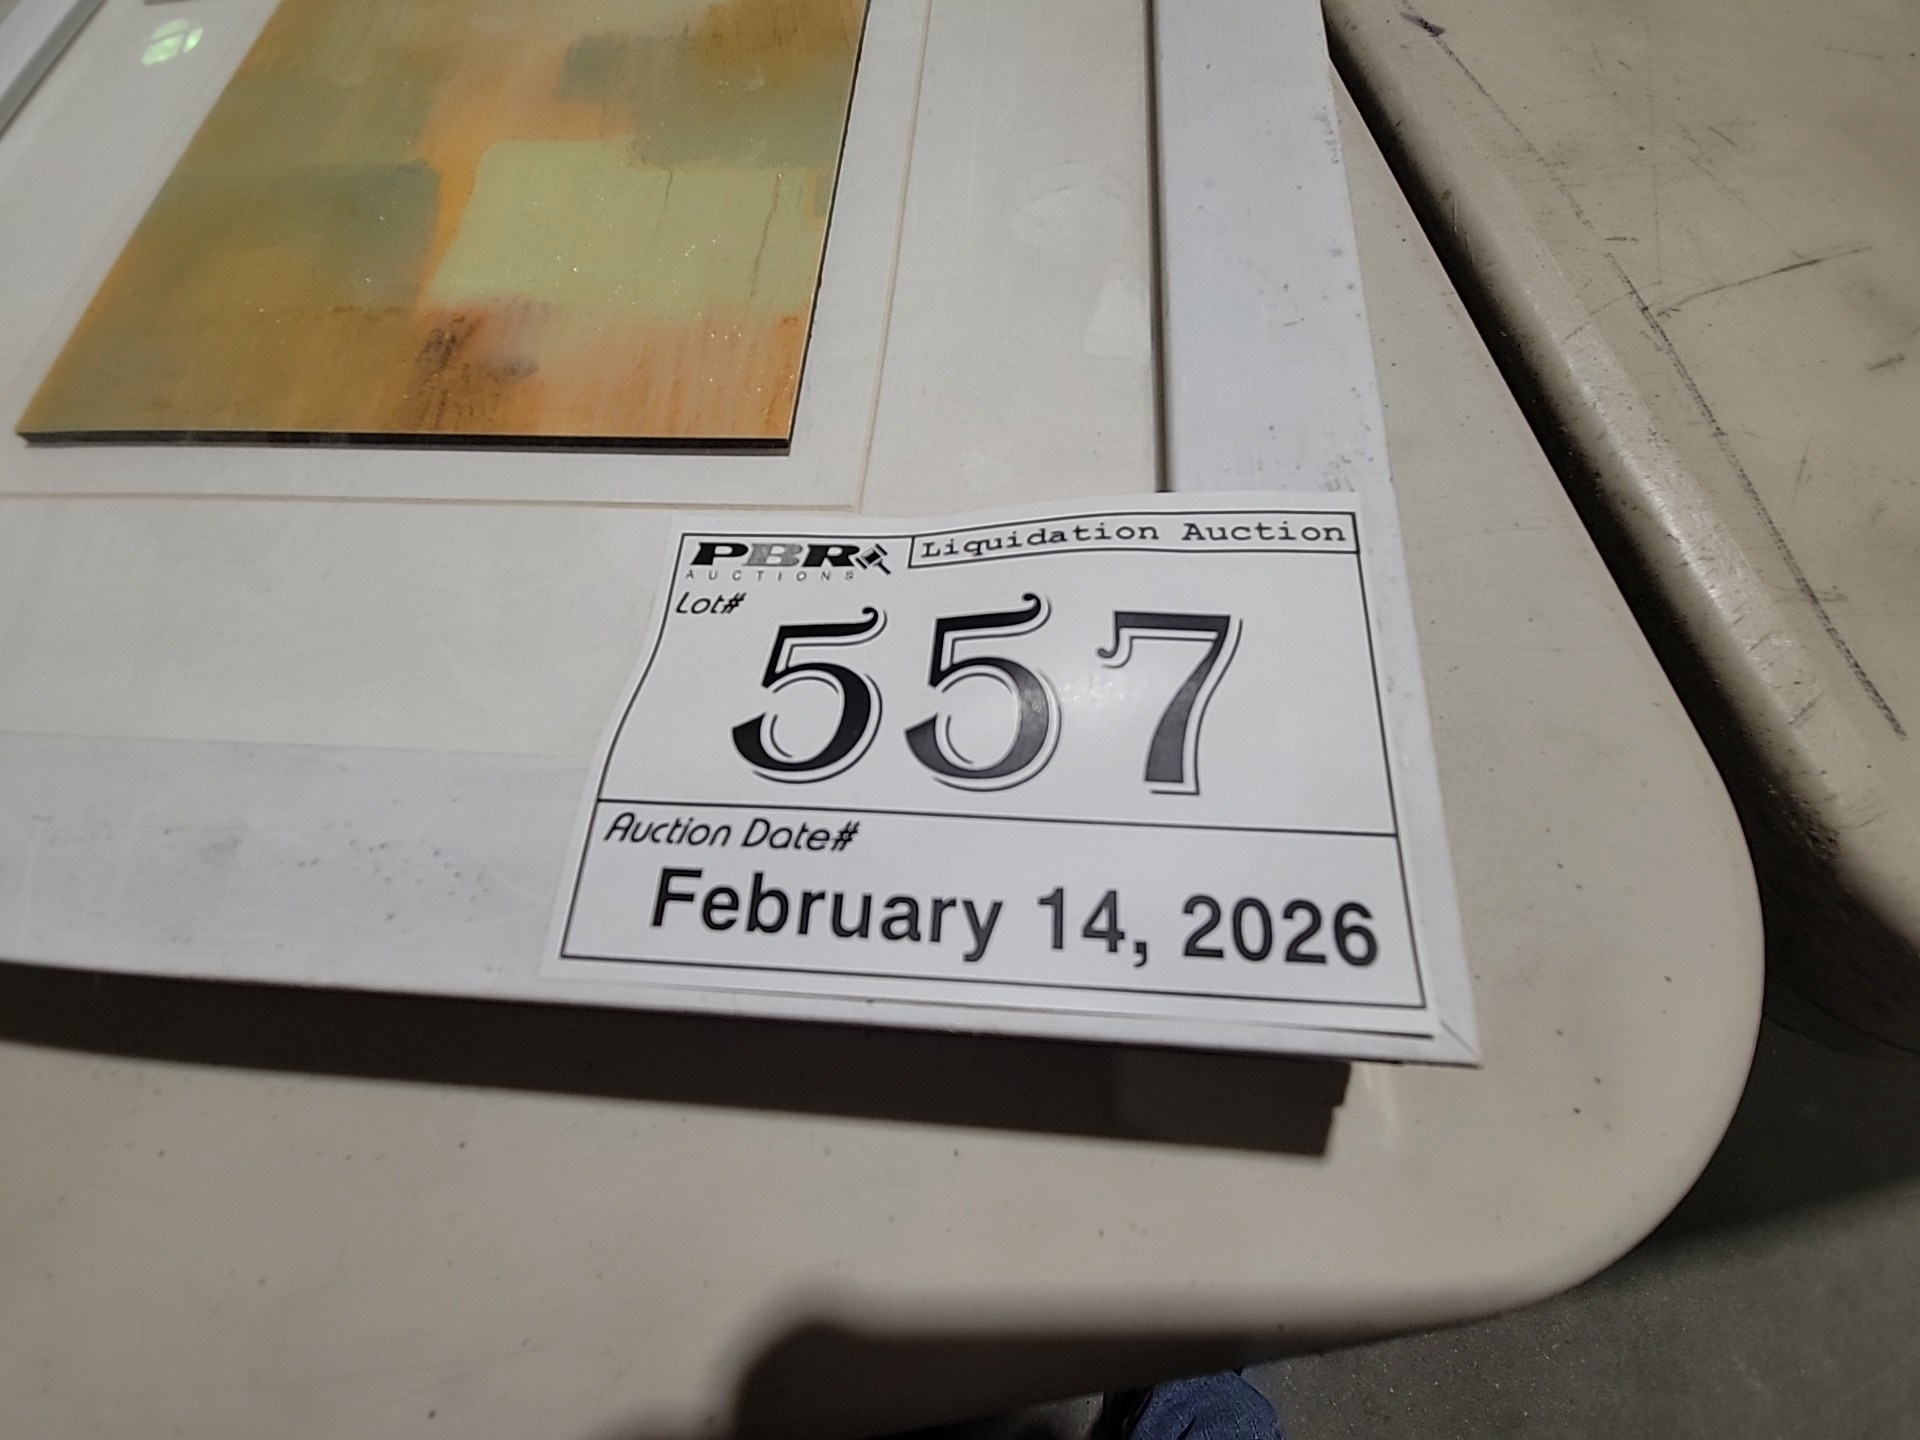 PBR
AUCTIONS
Liquidation Auction
Lot#
557
Auction Date#
February 14, 2026